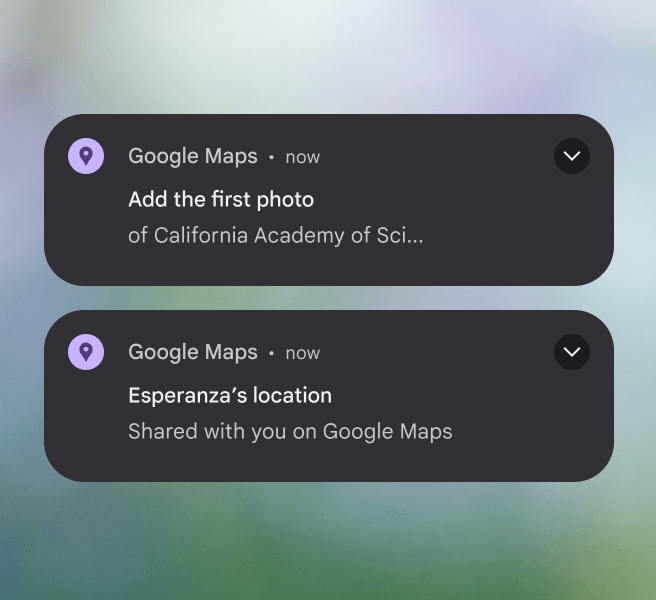 Google Maps • now
Add the first photo
of California Academy of Sci...
Google Maps • now
Esperanza’s location
Shared with you on Google Maps